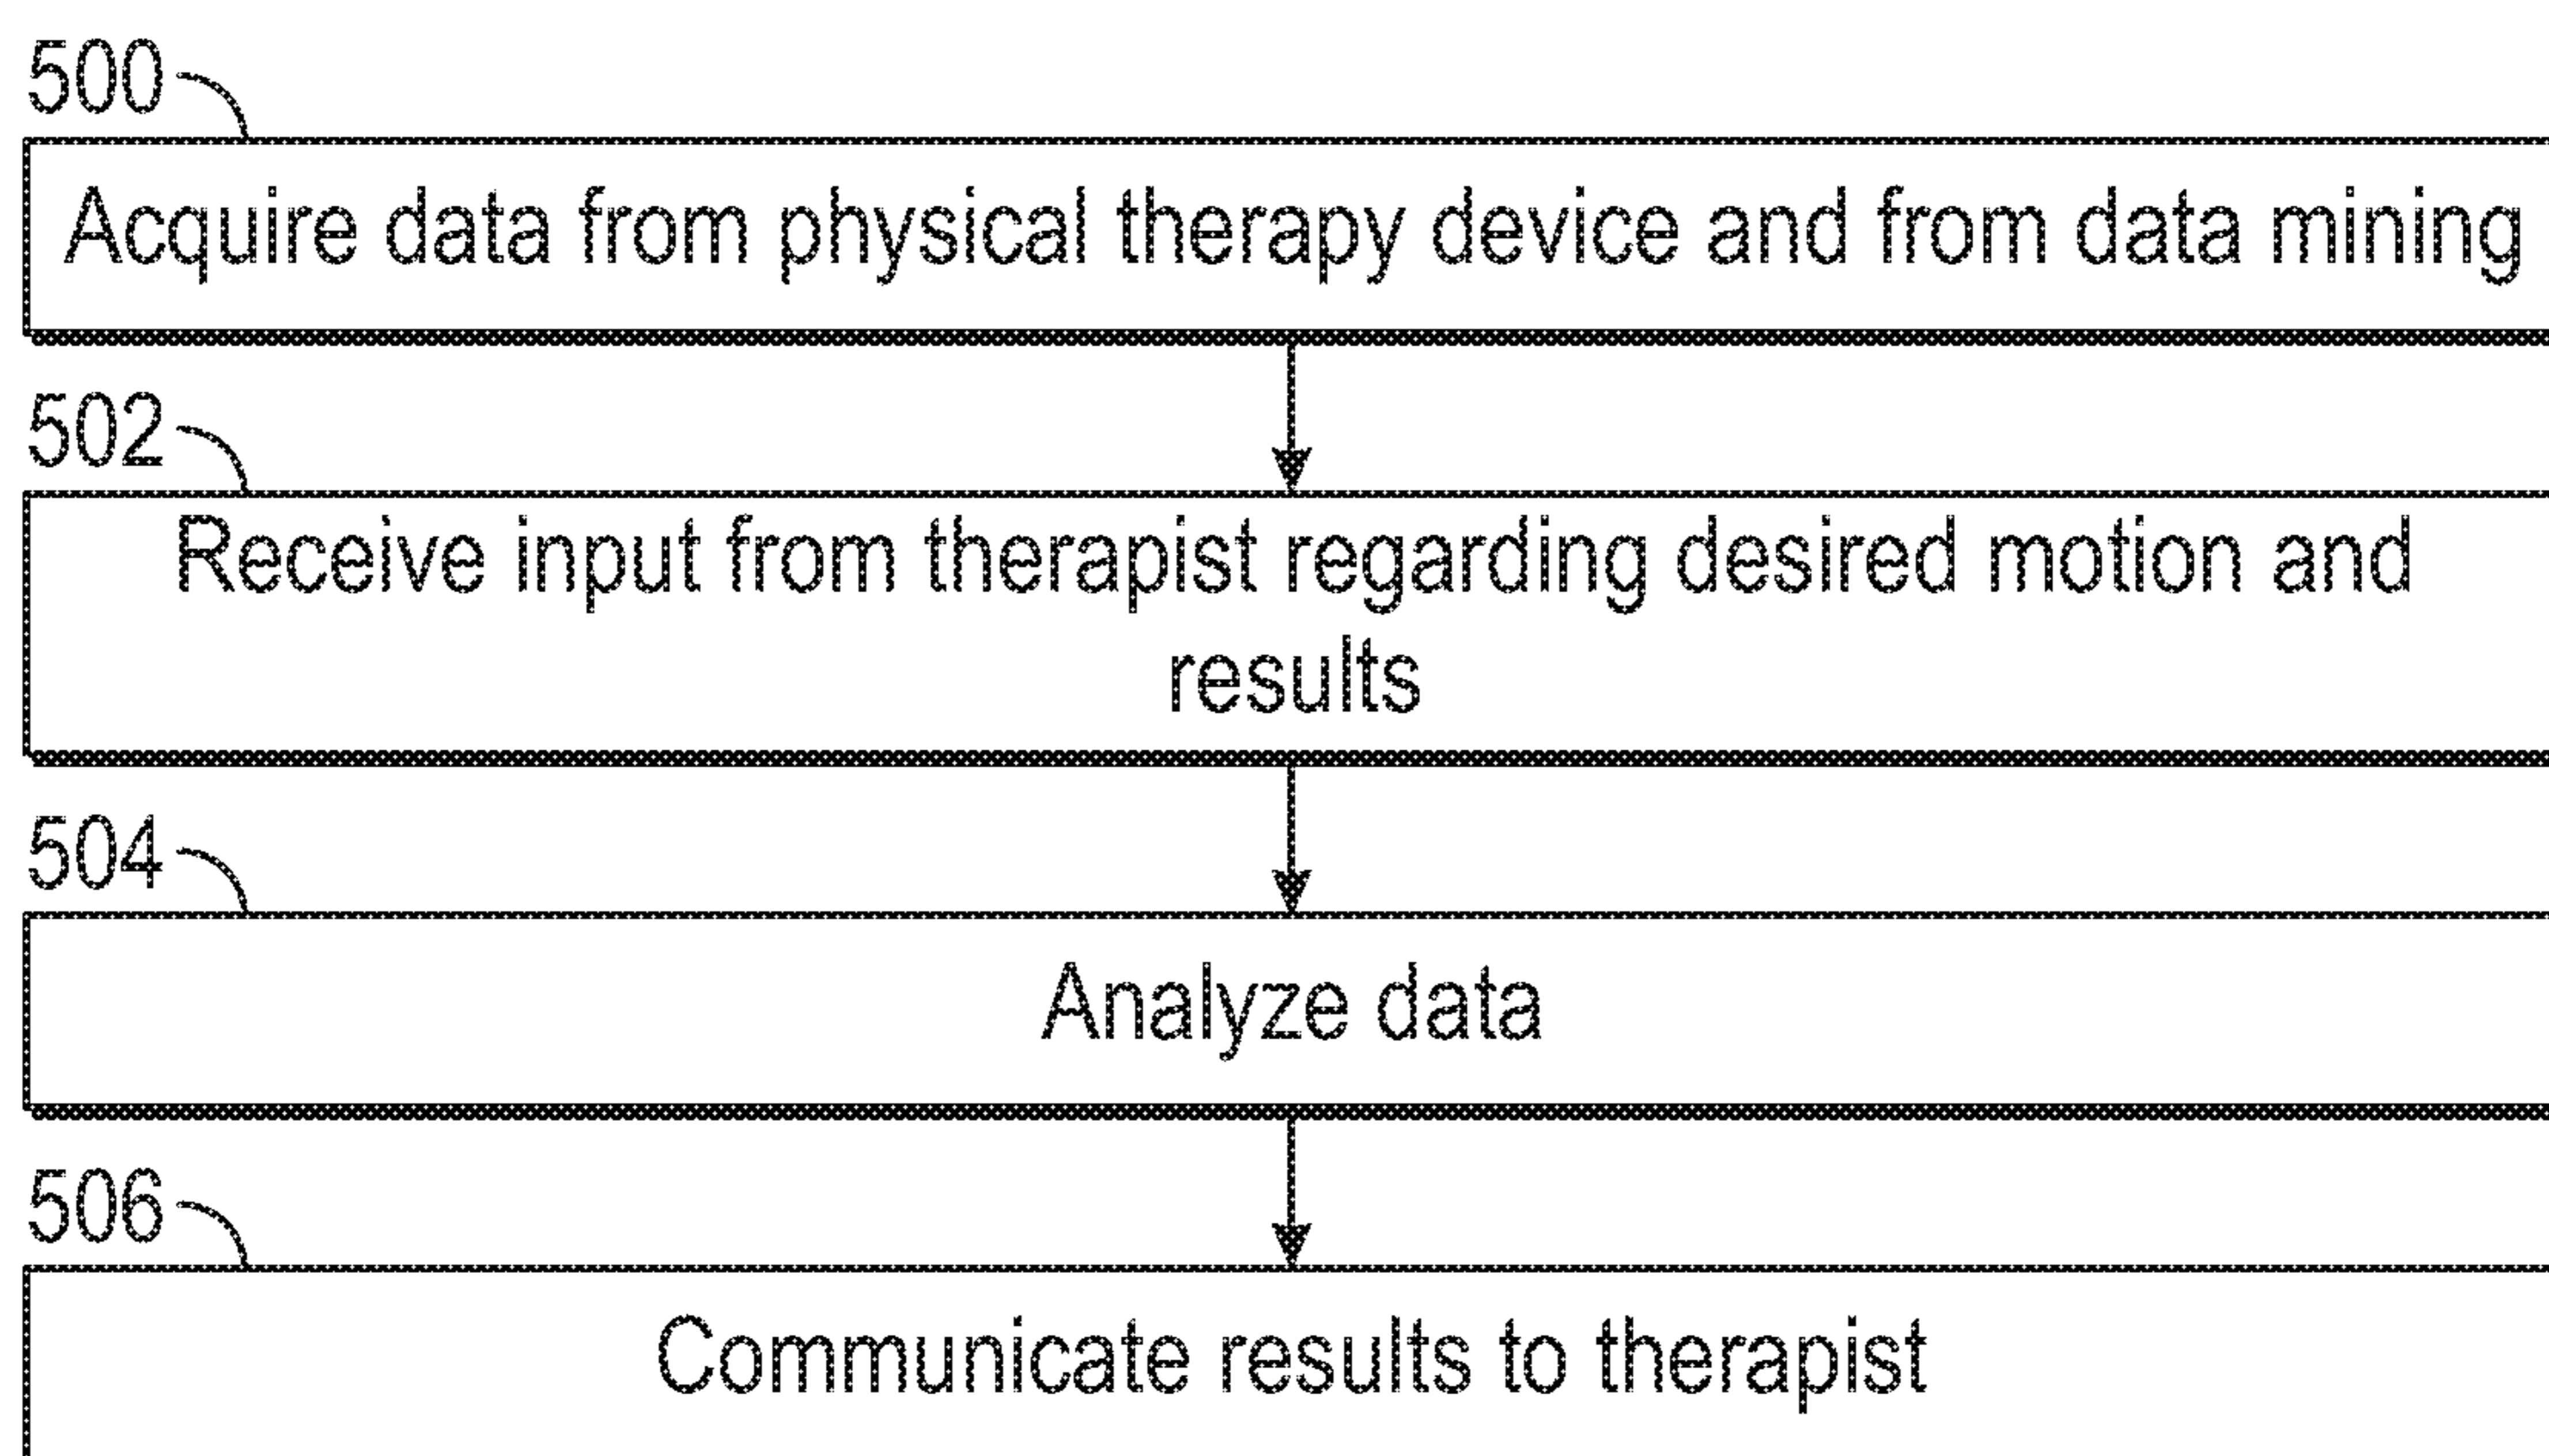 500
Acquire data from physical therapy device and from data mining
502
Receive input from therapist regarding desired motion and
results
504
Analyze data
506
Communicate results to therapist